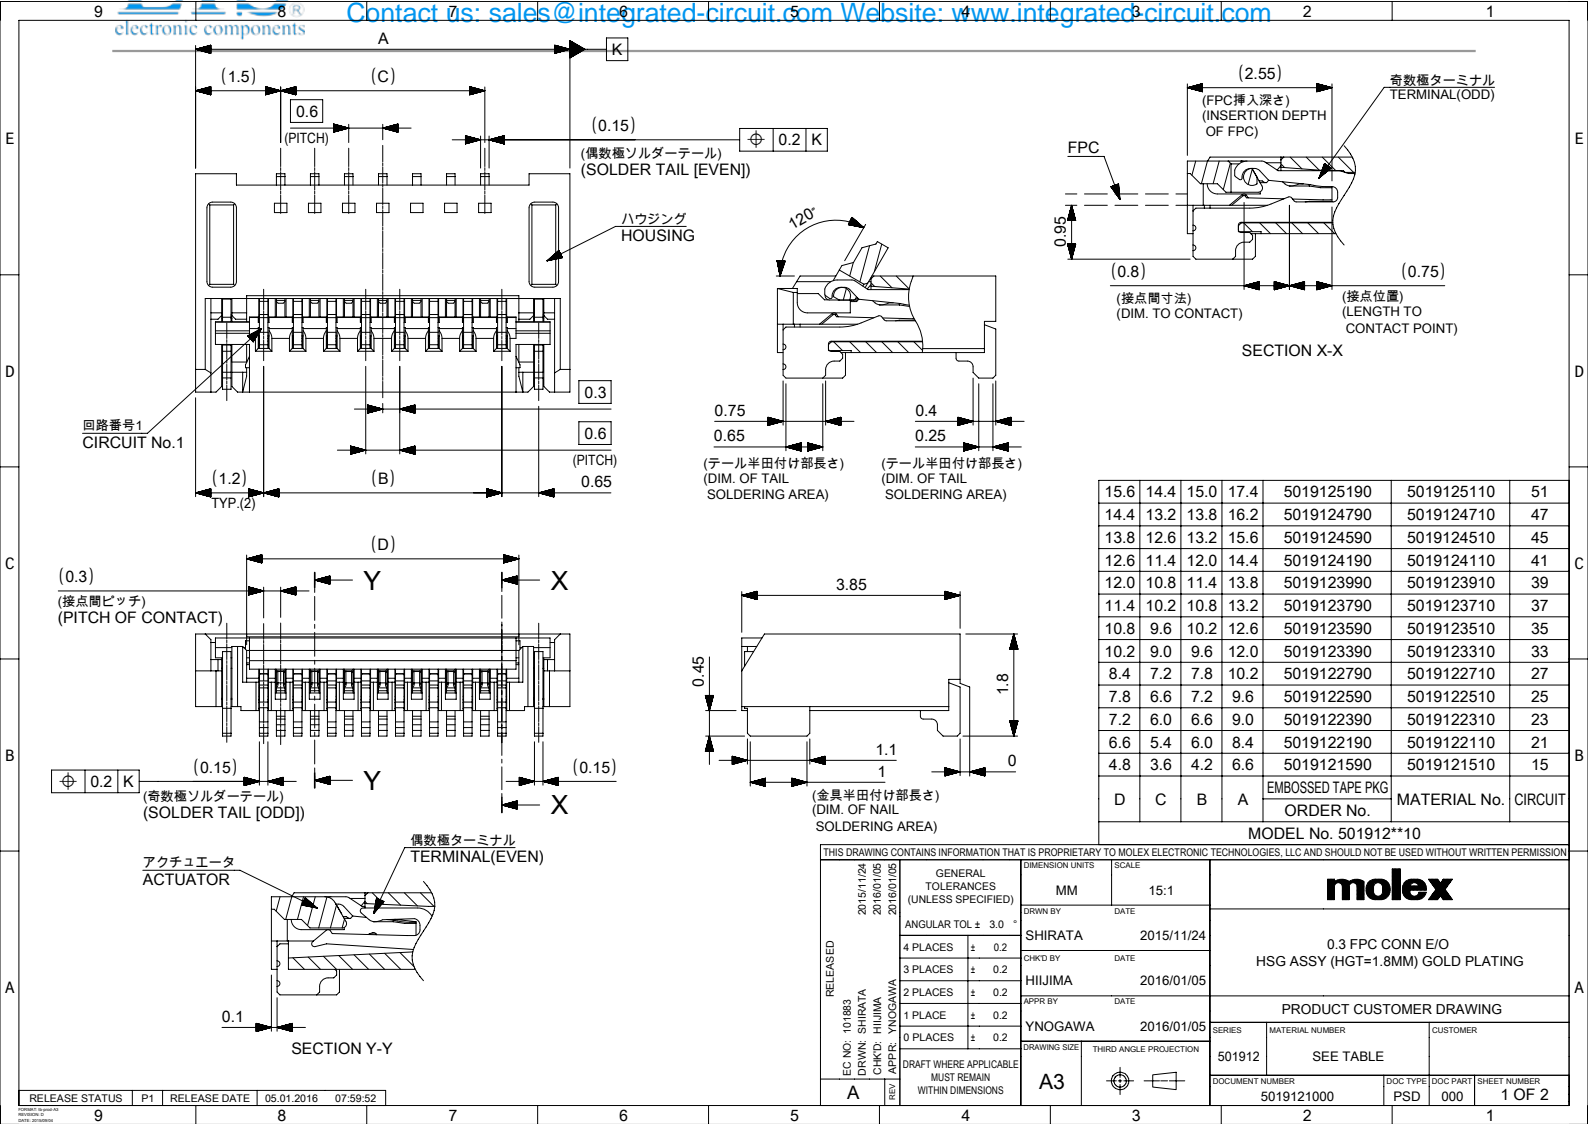 electronic components
Contact us: sales@integrated-circuit.com Website: www.integrated-circuit.com
9 8 7 6 5 4 3 2 1
E
D
C
B
A
A
K
(1.5)
(C)
0.6
(PITCH)
(0.15)
(偶数極ソルダーテール)
(SOLDER TAIL [EVEN])
0.2 K
ハウジング
HOUSING
回路番号1
CIRCUIT No.1
0.3
0.6
(PITCH)
(1.2)
TYP.(2)
(B)
0.65
120°
0.75
0.65
(テール半田付け部長さ)
(DIM. OF TAIL
SOLDERING AREA)
0.4
0.25
(テール半田付け部長さ)
(DIM. OF TAIL
SOLDERING AREA)
(2.55)
(FPC挿入深さ)
(INSERTION DEPTH
OF FPC)
奇数極ターミナル
TERMINAL(ODD)
FPC
0.95
(0.8)
(接点間寸法)
(DIM. TO CONTACT)
(0.75)
(接点位置)
(LENGTH TO
CONTACT POINT)
SECTION X-X
(D)
(0.3)
(接点間ピッチ)
(PITCH OF CONTACT)
Y
X
Y
X
0.2 K
(0.15)
(奇数極ソルダーテール)
(SOLDER TAIL [ODD])
(0.15)
3.85
0.45
1.8
1.1
1
0
(金具半田付け部長さ)
(DIM. OF NAIL
SOLDERING AREA)
アクチュエータ
ACTUATOR
偶数極ターミナル
TERMINAL(EVEN)
0.1
SECTION Y-Y
15.6 14.4 15.0 17.4 5019125190 5019125110 51
14.4 13.2 13.8 16.2 5019124790 5019124710 47
13.8 12.6 13.2 15.6 5019124590 5019124510 45
12.6 11.4 12.0 14.4 5019124190 5019124110 41
12.0 10.8 11.4 13.8 5019123990 5019123910 39
11.4 10.2 10.8 13.2 5019123790 5019123710 37
10.8 9.6 10.2 12.6 5019123590 5019123510 35
10.2 9.0 9.6 12.0 5019123390 5019123310 33
8.4 7.2 7.8 10.2 5019122790 5019122710 27
7.8 6.6 7.2 9.6 5019122590 5019122510 25
7.2 6.0 6.6 9.0 5019122390 5019122310 23
6.6 5.4 6.0 8.4 5019122190 5019122110 21
4.8 3.6 4.2 6.6 5019121590 5019121510 15
D C B A EMBOSSED TAPE PKG ORDER No. MATERIAL No. CIRCUIT
MODEL No. 501912**10
THIS DRAWING CONTAINS INFORMATION THAT IS PROPRIETARY TO MOLEX ELECTRONIC TECHNOLOGIES, LLC AND SHOULD NOT BE USED WITHOUT WRITTEN PERMISSION
RELEASED
EC NO: 101883
DRWN: SHIRATA 2015/11/24
CHK'D: HIIJIMA 2016/01/05
APPR: YNOGAWA 2016/01/05
A
REV
GENERAL
TOLERANCES
(UNLESS SPECIFIED)
ANGULAR TOL ± 3.0 °
4 PLACES ± 0.2
3 PLACES ± 0.2
2 PLACES ± 0.2
1 PLACE ± 0.2
0 PLACES ± 0.2
DRAFT WHERE APPLICABLE
MUST REMAIN
WITHIN DIMENSIONS
DIMENSION UNITS
MM
SCALE
15:1
DRWN BY DATE
SHIRATA 2015/11/24
CHK'D BY DATE
HIIJIMA 2016/01/05
APPR BY DATE
YNOGAWA 2016/01/05
DRAWING SIZE
A3
THIRD ANGLE PROJECTION
molex
0.3 FPC CONN E/O
HSG ASSY (HGT=1.8MM) GOLD PLATING
PRODUCT CUSTOMER DRAWING
SERIES
501912
MATERIAL NUMBER
SEE TABLE
CUSTOMER
DOCUMENT NUMBER
5019121000
DOC TYPE
PSD
DOC PART
000
SHEET NUMBER
1 OF 2
RELEASE STATUS P1 RELEASE DATE 05.01.2016 07:59:52
9 8 7 6 5 4 3 2 1
E
D
C
B
A